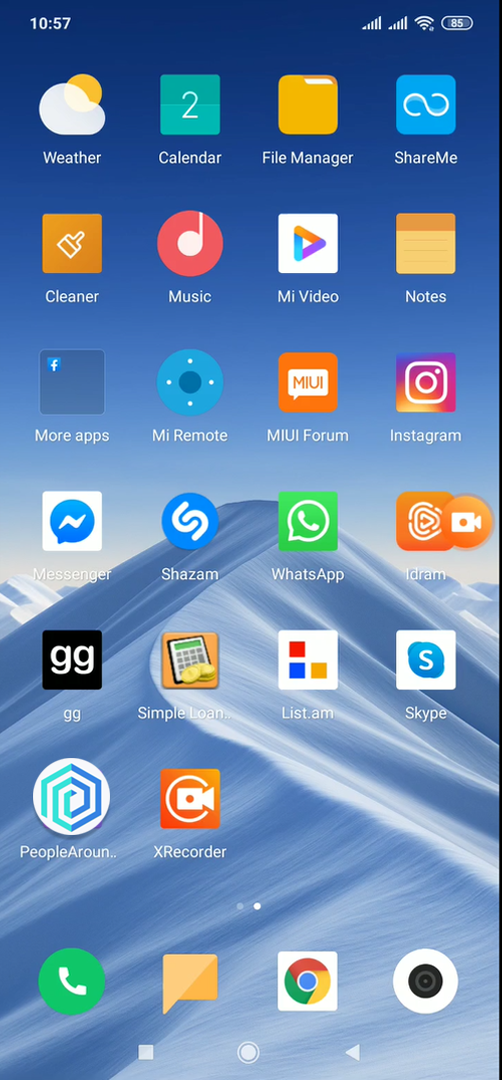 10:57
85
2
Weather
Calendar
File Manager
ShareMe
Cleaner
Music
Mi Video
Notes
f
More apps
Mi Remote
MIUI
MIUI Forum
Instagram
Messenger
Shazam
WhatsApp
Idram
gg
S
gg
Simple Loan..
List.am
Skype
PeopleAroun..
XRecorder